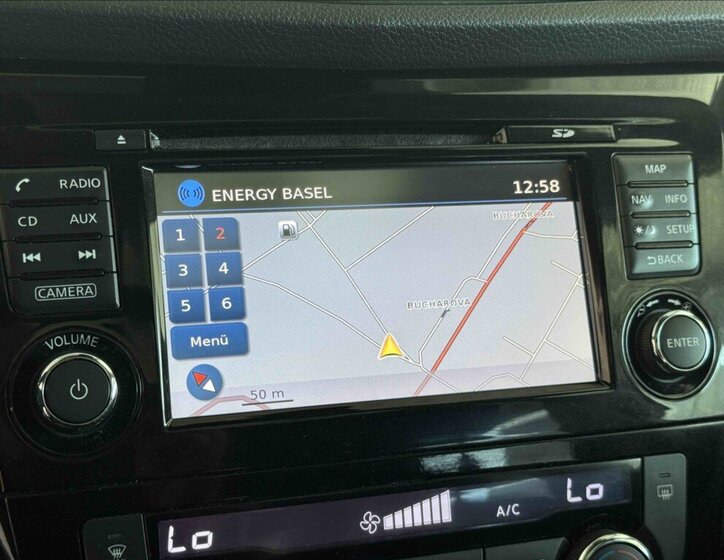 SD
RADIO
CD AUX
CAMERA
VOLUME
ENERGY BASEL 12:58
1 2
3 4
5 6
Menü
50 m
BUCHAROVA
BUCHAROVA
MAP
NAV INFO
SETUP
BACK
ENTER
Lo
A/C
Lo